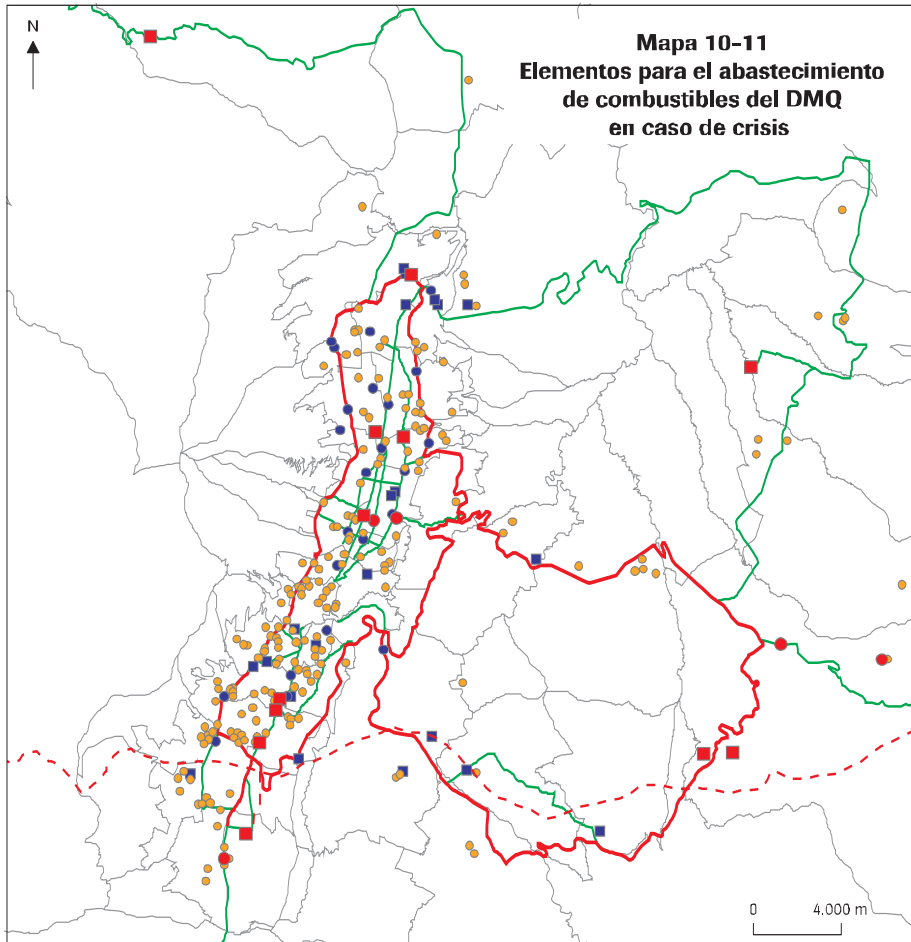 N
Mapa 10-11
Elementos para el abastecimiento
de combustibles del DMQ
en caso de crisis
0 4.000 m